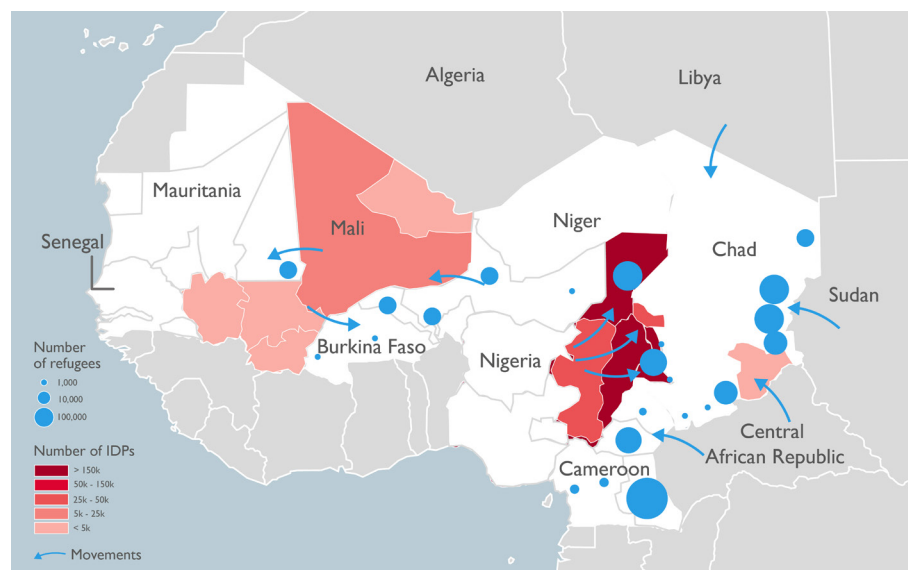 Algeria
Libya
Mauritania
Mali
Niger
Chad
Senegal
Sudan
Burkina Faso
Nigeria
Central
African Republic
Cameroon
Number
of refugees
1,000
10,000
100,000
Number of IDPs
> 150k
50k - 150k
25k - 50k
5k - 25k
< 5k
Movements